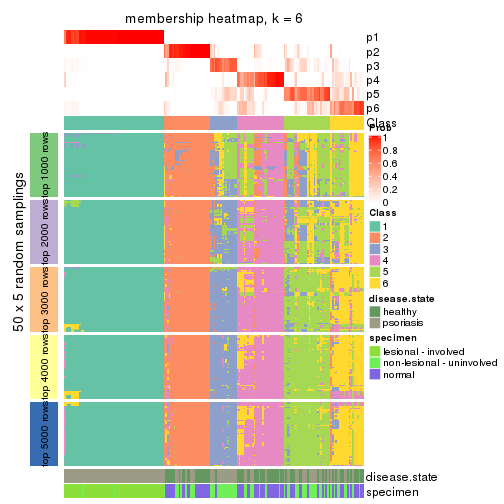 membership heatmap, k = 6
p1
p2
p3
p4
p5
p6
Class
Prob
1
0.8
0.6
0.4
0.2
0
Class
1
2
3
4
5
6
disease.state
healthy
psoriasis
specimen
lesional - involved
non-lesional - uninvolved
normal
50 x 5 random samplings
top 1000 rows
top 2000 rows
top 3000 rows
top 4000 rows
top 5000 rows
disease.state
specimen